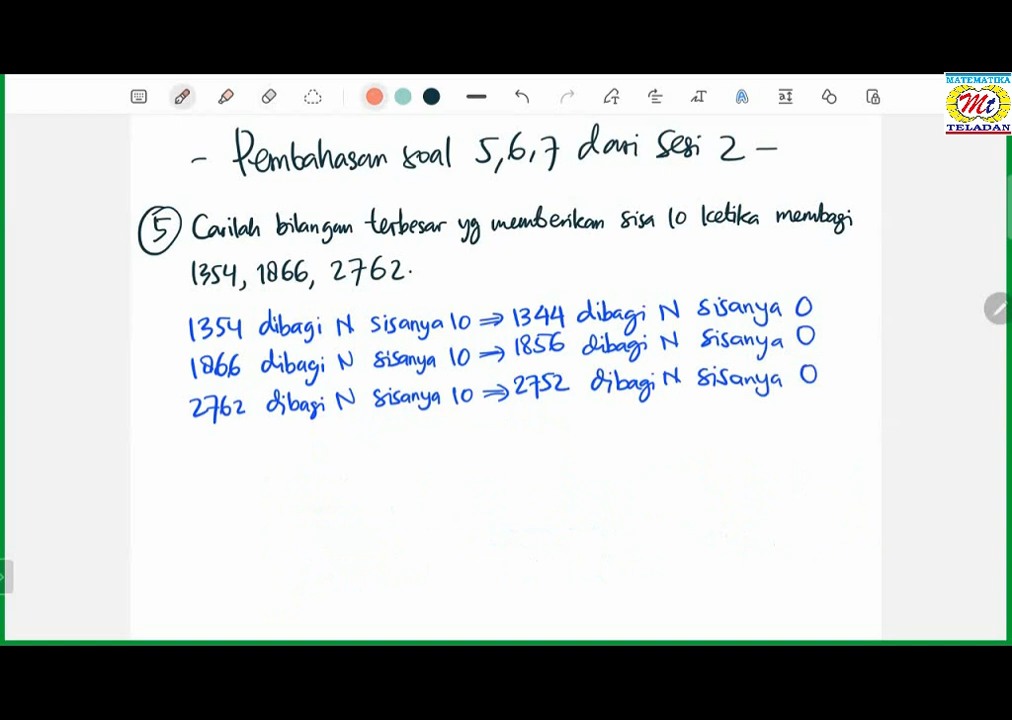 MATEMATIKA
Mt
TELADAN
- Pembahasan soal 5,6,7 dari sesi 2 -
5 Carilah bilangan terbesar yg memberikan sisa 10 ketika membagi
1354, 1866, 2762.
1354 dibagi N sisanya 10 ⇒ 1344 dibagi N sisanya 0
1866 dibagi N sisanya 10 ⇒ 1856 dibagi N sisanya 0
2762 dibagi N sisanya 10 ⇒ 2752 dibagi N sisanya 0